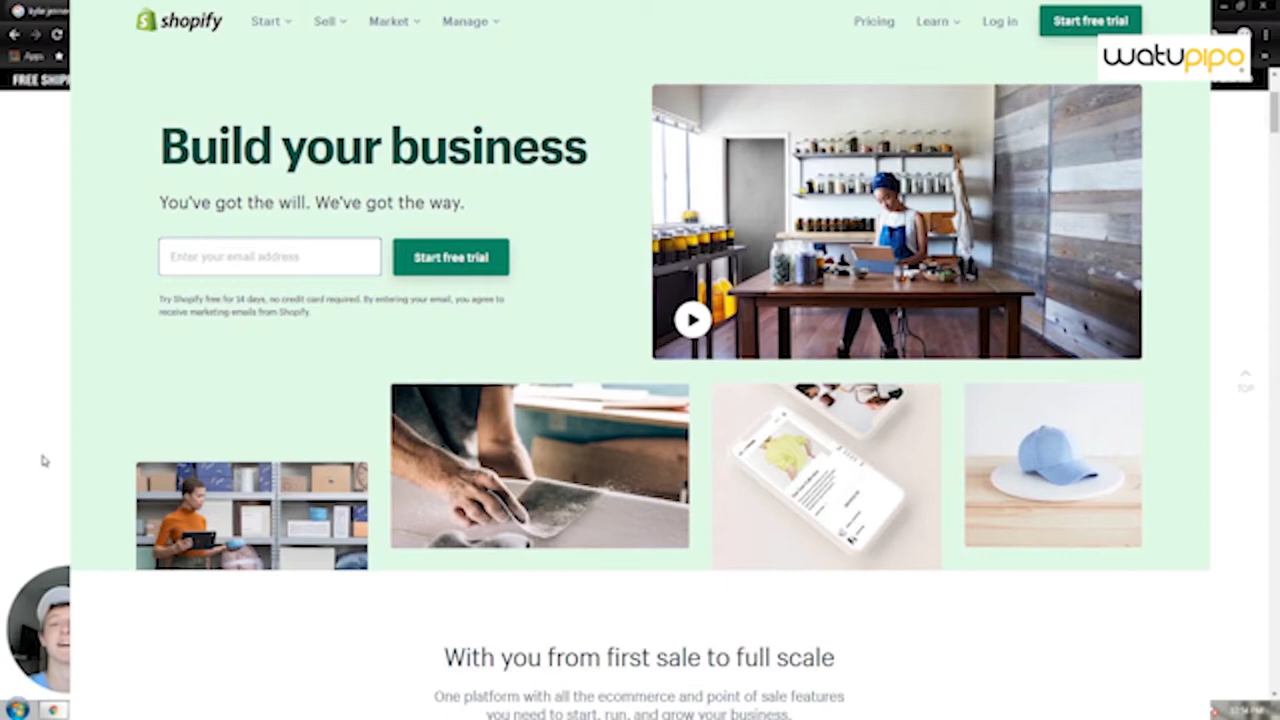 shopify
Start
Sell
Market
Manage
Pricing
Learn
Log in
Start free trial
watupipo
Apps
FREE SHIPP
Build your business
You've got the will. We've got the way.
Enter your email address
Start free trial
Try Shopify free for 14 days, no credit card required. By entering your email, you agree to
receive marketing emails from Shopify.
TOP
With you from first sale to full scale
One platform with all the ecommerce and point of sale features
you need to start, run, and grow your business.